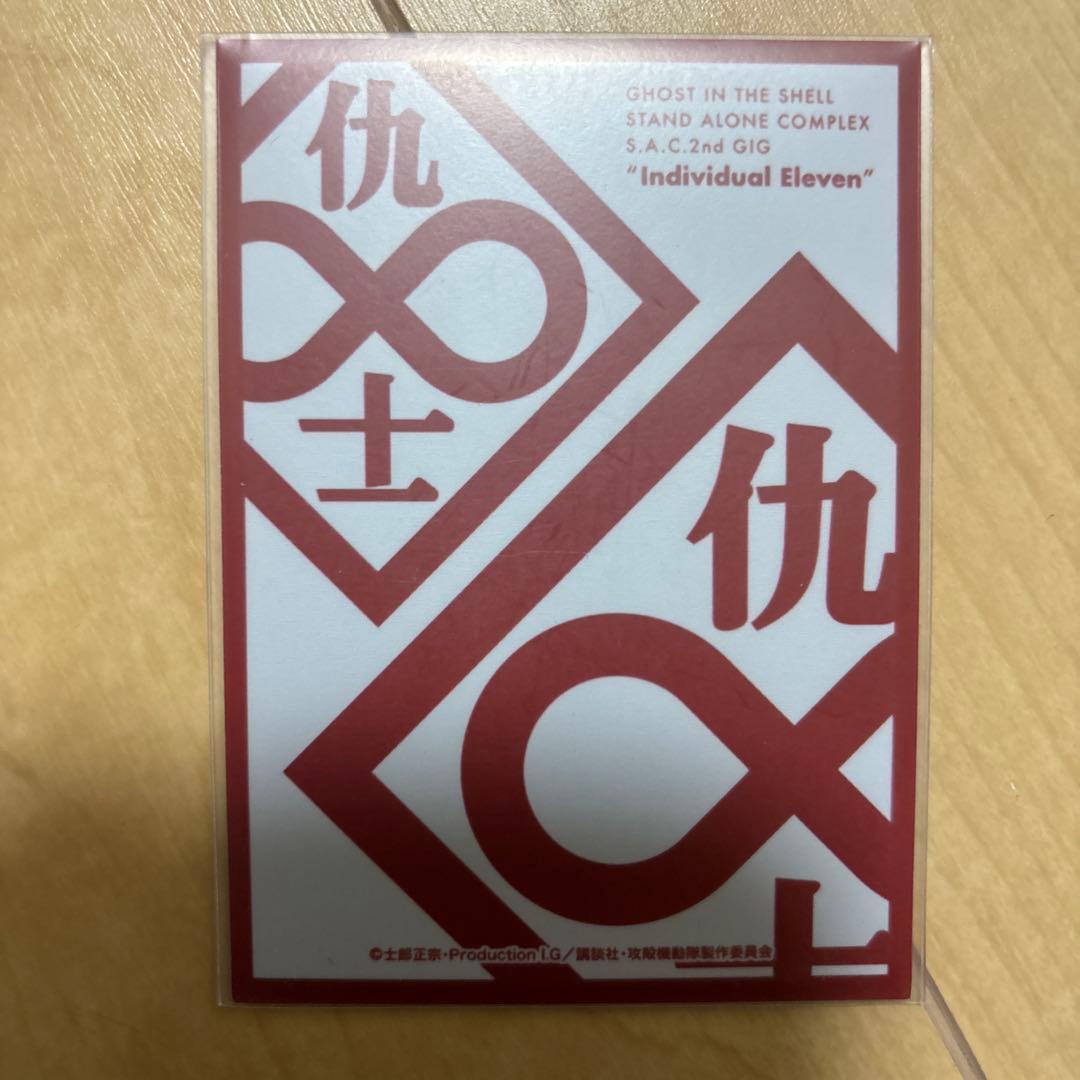 仇
士
GHOST IN THE SHELL
STAND ALONE COMPLEX
S.A.C.2nd GIG
"Individual Eleven"
仇
士
©士郎正宗・Production I.G／講談社・攻殻機動隊製作委員会